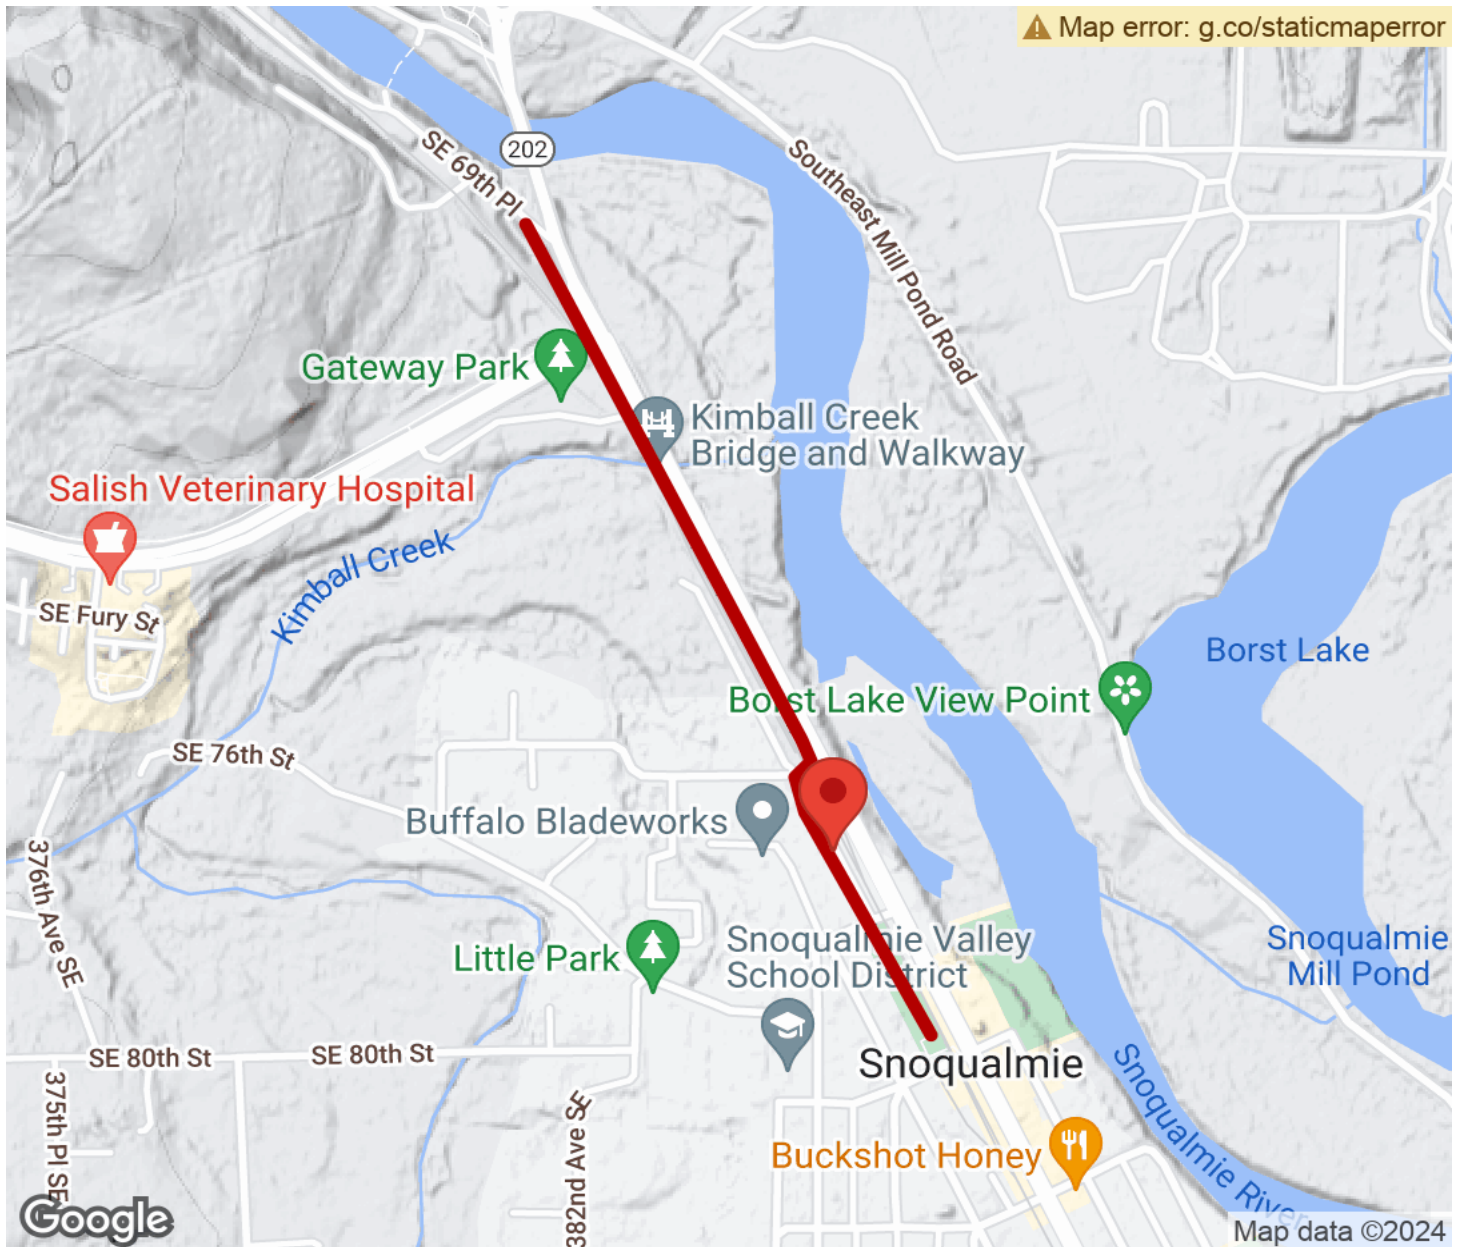 Map error: g.co/staticmaperror
202
SE 69th Pl
Southeast Mill Pond Road
Gateway Park
Kimball Creek
Bridge and Walkway
Salish Veterinary Hospital
Kimball Creek
SE Fury St
Borst Lake
Borst Lake View Point
SE 76th St
Buffalo Bladeworks
376th Ave SE
Snoqualmie Valley
School District
Little Park
Snoqualmie
Mill Pond
SE 80th St
SE 80th St
Snoqualmie
375th Pl SE
382nd Ave SE
Buckshot Honey
Snoqualmie River
Google
Map data ©2024